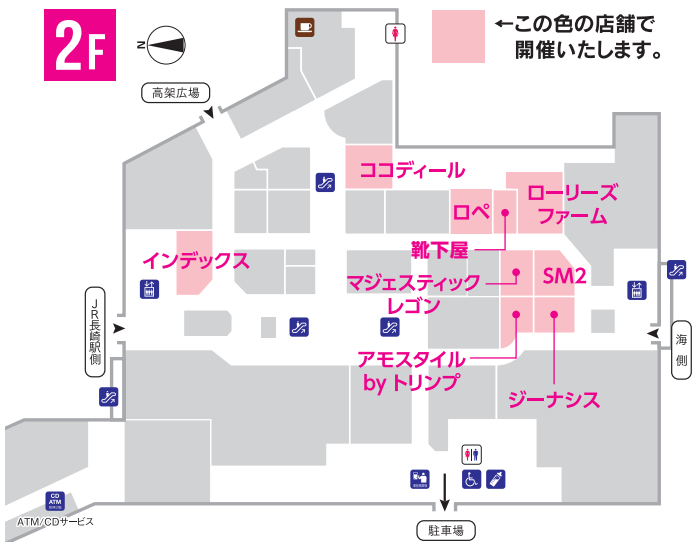 2F
N
←この色の店舗で
開催いたします。
高架広場
ココディール
ローリーズ
ファーム
ロペ
靴下屋
インデックス
マジェスティック
レゴン
SM2
JR長崎駅側
海側
アモスタイル
by トリンプ
ジーナシス
CD
ATM
ATM/CDサービス
駐車場